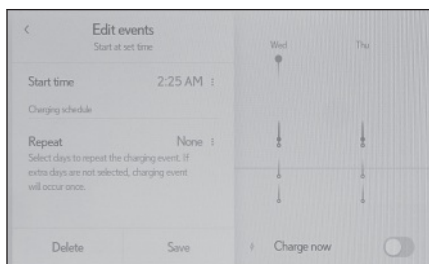 Edit events
Start at set time
Start time 2:25 AM
Charging schedule
Repeat None
Select days to repeat the charging event. If
extra days are not selected, charging event
will occur once.
Delete Save
Wed Thu
Charge now